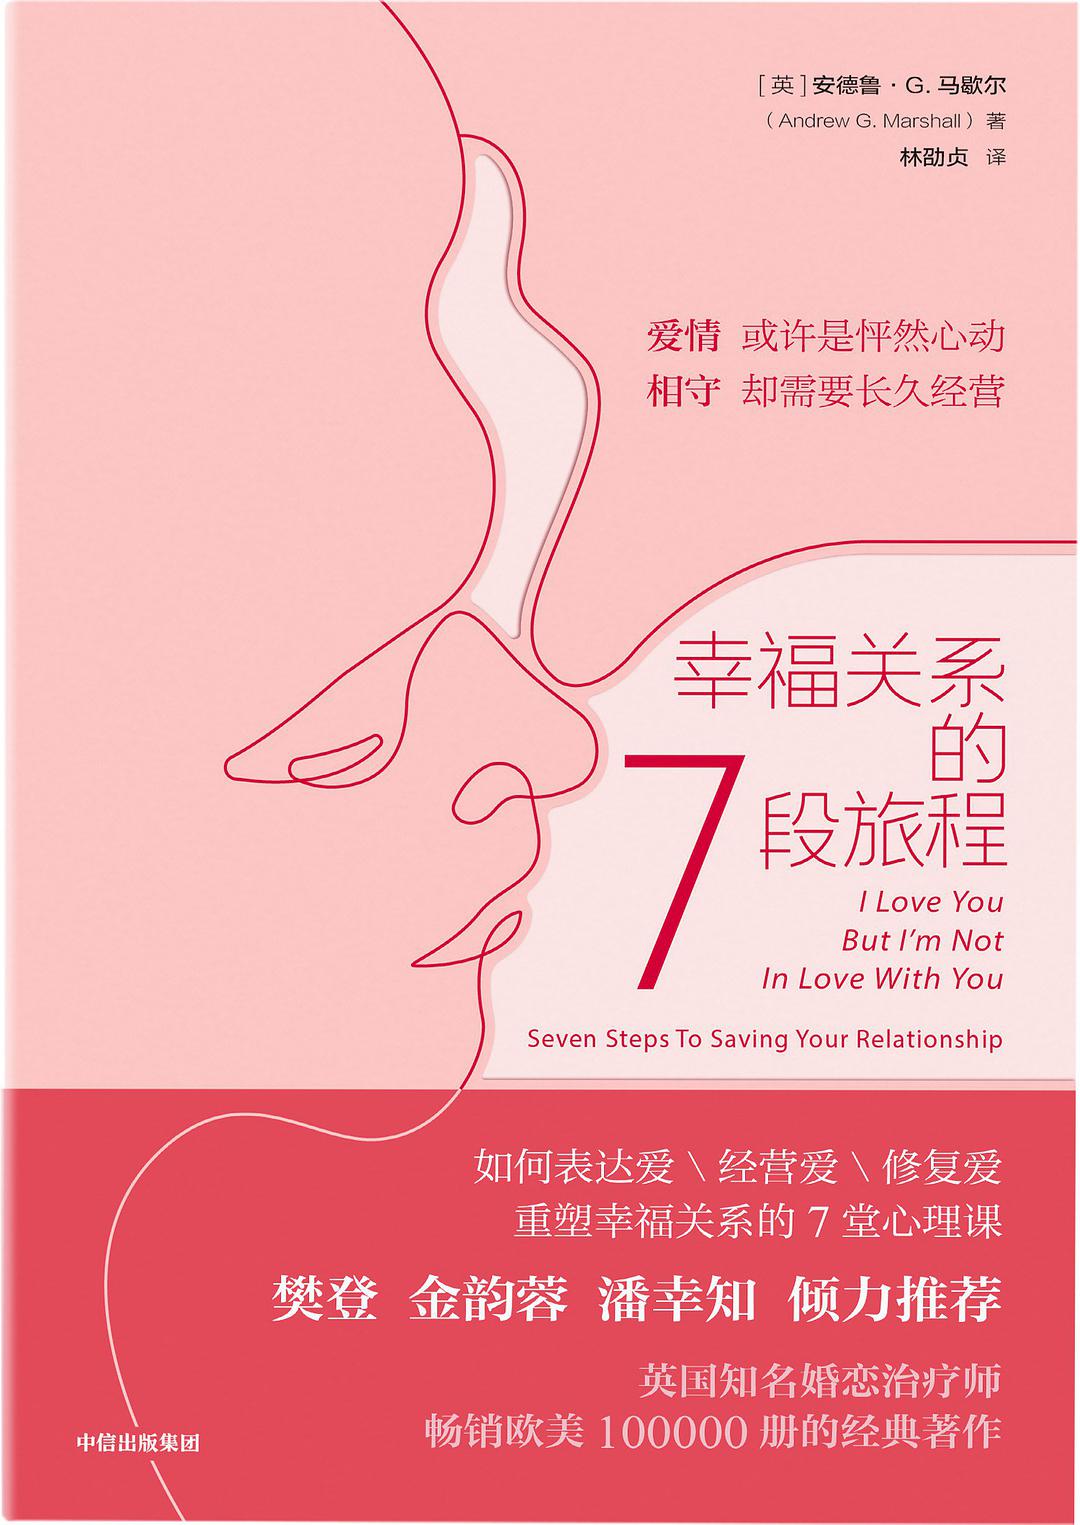 [英]安德鲁·G. 马歇尔
（Andrew G. Marshall）著
林劭贞 译
爱情 或许是怦然心动
相守 却需要长久经营
幸福关系
的
7段旅程
I Love You
But I'm Not
In Love With You
Seven Steps To Saving Your Relationship
如何表达爱 \ 经营爱 \ 修复爱
重塑幸福关系的 7 堂心理课
樊登 金韵蓉 潘幸知 倾力推荐
英国知名婚恋治疗师
畅销欧美 100000 册的经典著作
中信出版集团